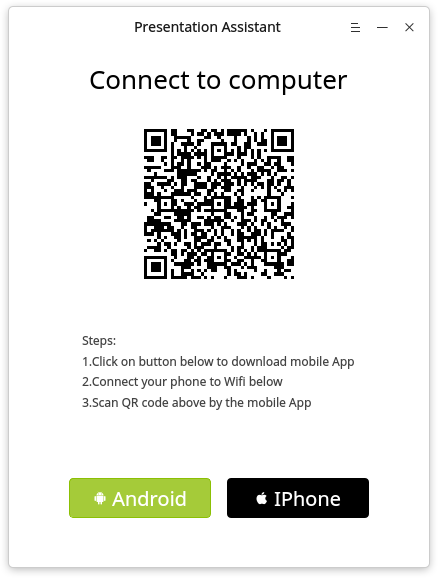 Presentation Assistant
Connect to computer
Steps:
1.Click on button below to download mobile App
2.Connect your phone to Wifi below
3.Scan QR code above by the mobile App
Android
IPhone